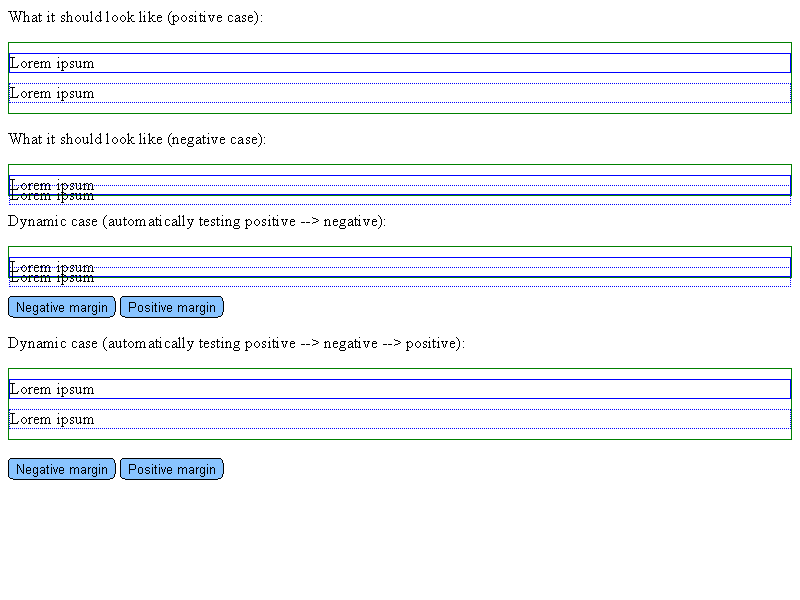 What it should look like (positive case):
Lorem ipsum
Lorem ipsum
What it should look like (negative case):
Lorem ipsum
Lorem ipsum
Dynamic case (automatically testing positive --> negative):
Lorem ipsum
Lorem ipsum
Negative margin Positive margin
Dynamic case (automatically testing positive --> negative --> positive):
Lorem ipsum
Lorem ipsum
Negative margin Positive margin